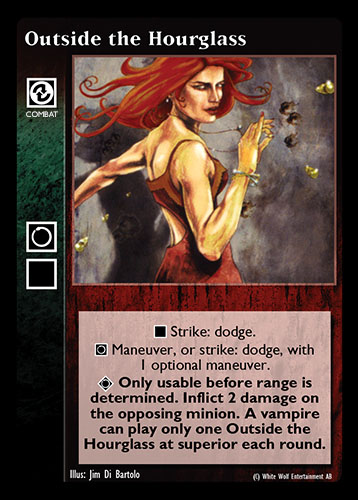 Outside the Hourglass
COMBAT
Strike: dodge.
Maneuver, or strike: dodge, with
1 optional maneuver.
Only usable before range is
determined. Inflict 2 damage on
the opposing minion. A vampire
can play only one Outside the
Hourglass at superior each round.
Illus: Jim Di Bartolo
(C) White Wolf Entertainment AB